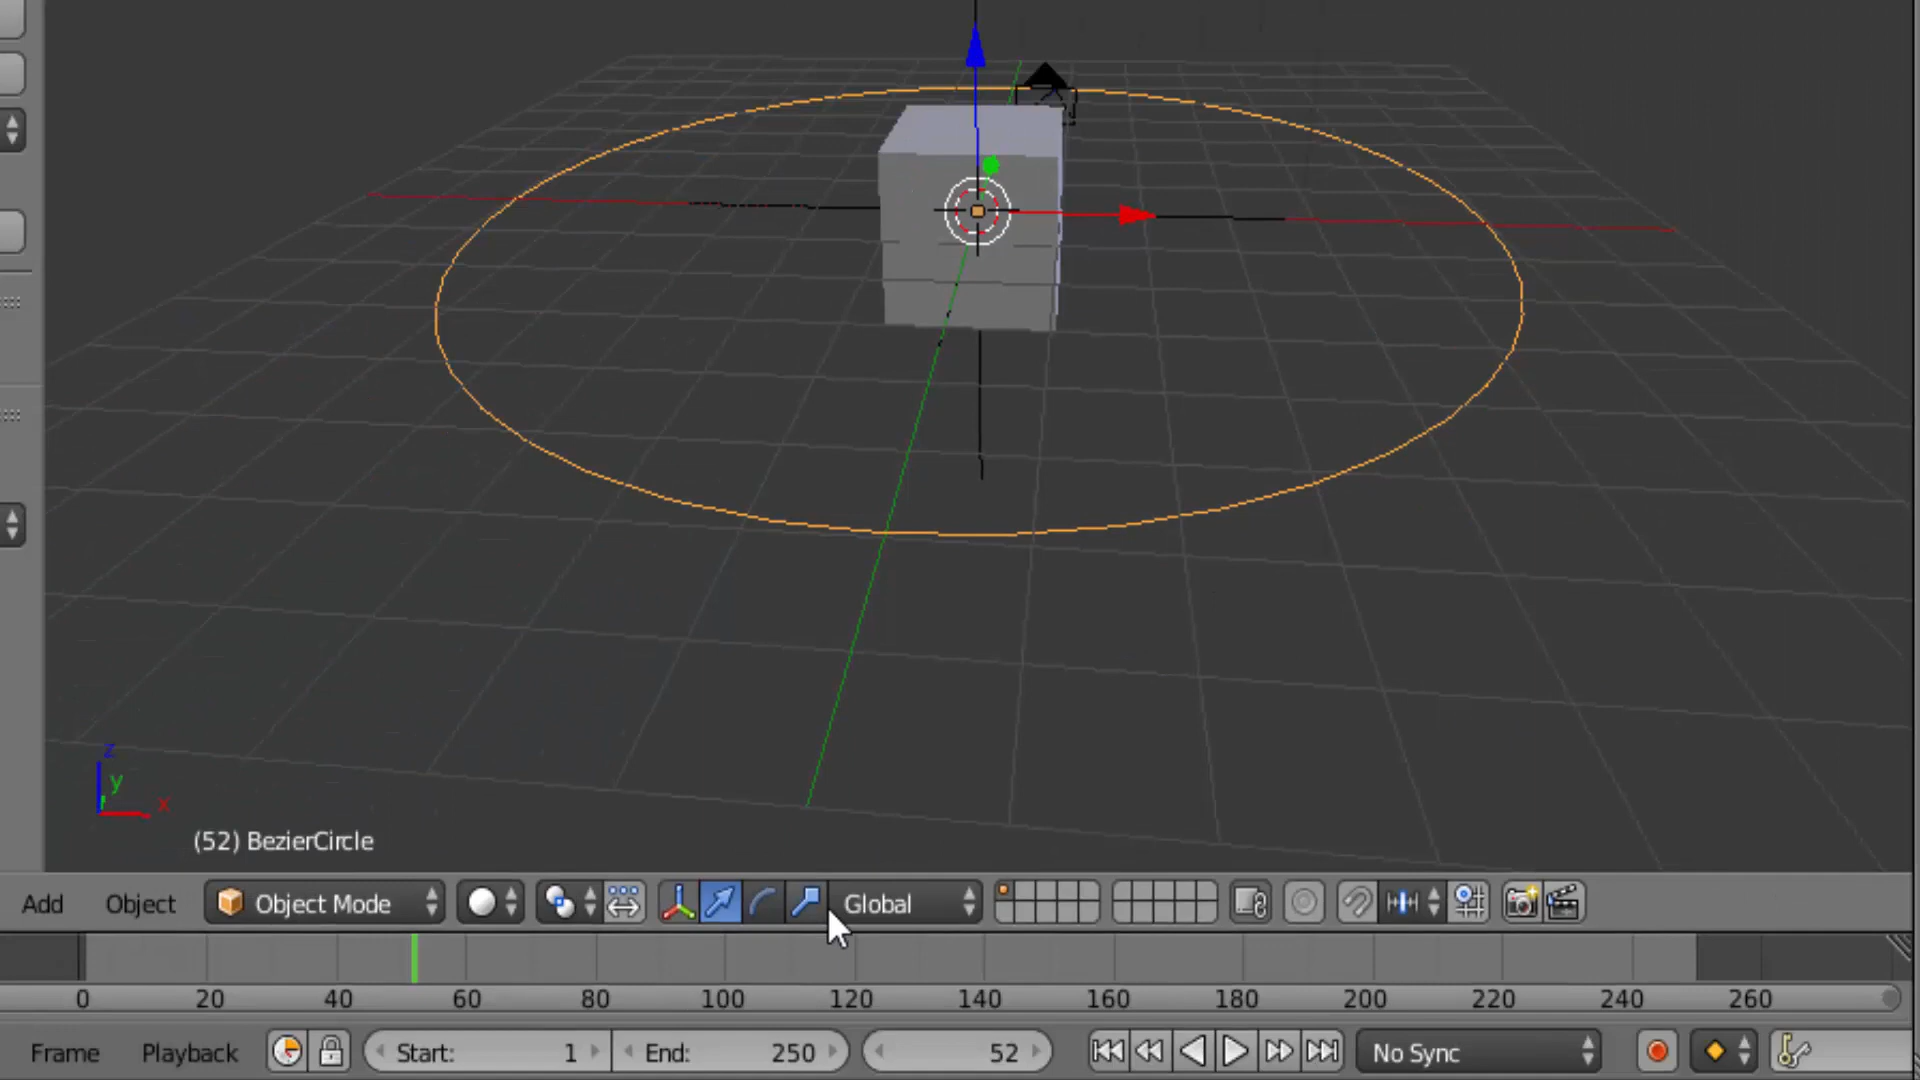 z
y
x
(52) BezierCircle
Add Object Object Mode Global
0 20 40 60 80 100 120 140 160 180 200 220 240 260
Frame Playback Start: 1 End: 250 52 No Sync